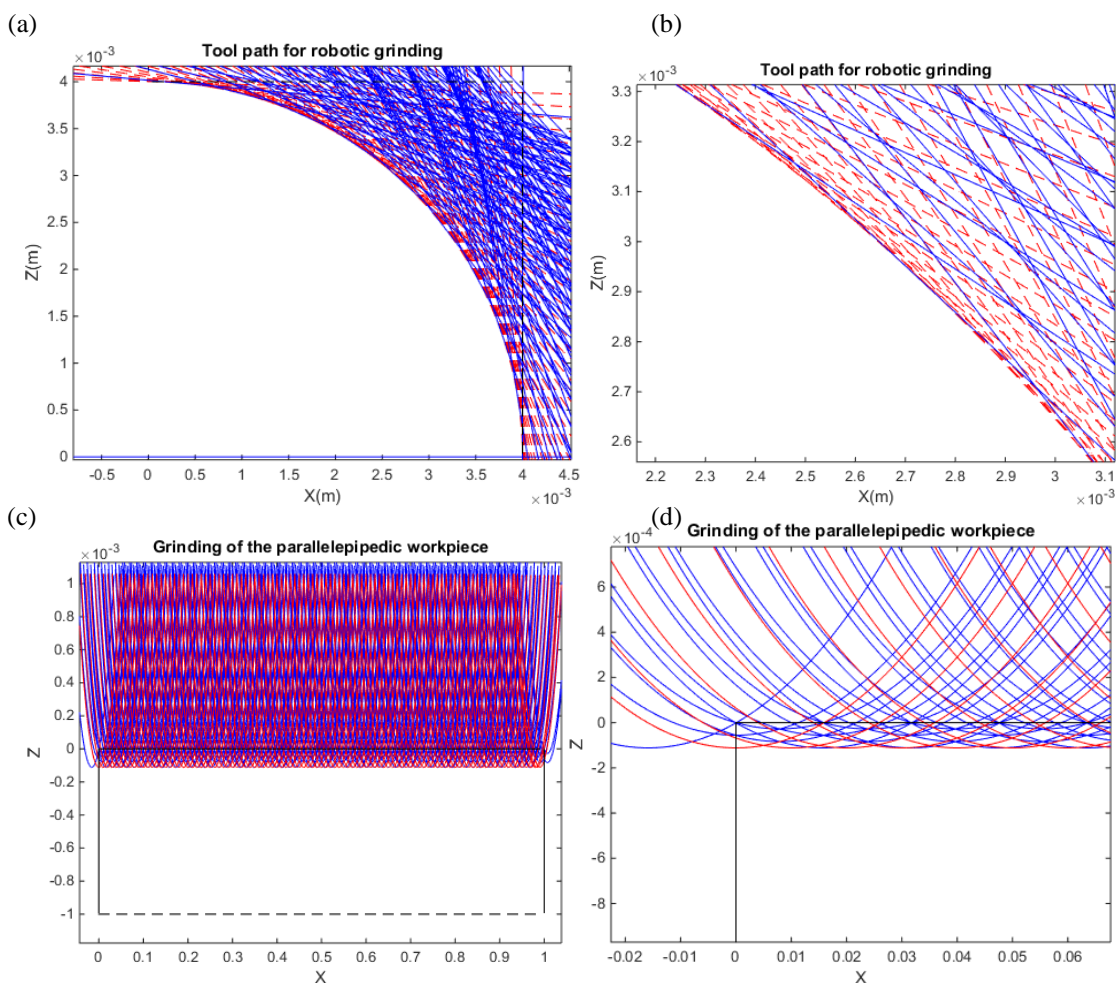 (a)
(b)
Tool path for robotic grinding
×10⁻³
4
3.5
3
2.5
2
1.5
1
0.5
0
Z(m)
-0.5 0 0.5 1 1.5 2 2.5 3 3.5 4 4.5
X(m)
×10⁻³
Tool path for robotic grinding
×10⁻³
3.3
3.2
3.1
3
2.9
2.8
2.7
2.6
Z(m)
2.2 2.3 2.4 2.5 2.6 2.7 2.8 2.9 3 3.1
X(m)
×10⁻³
(c)
(d)
Grinding of the parallelepipedic workpiece
×10⁻³
1
0.8
0.6
0.4
0.2
0
-0.2
-0.4
-0.6
-0.8
-1
Z
0 0.1 0.2 0.3 0.4 0.5 0.6 0.7 0.8 0.9 1
X
Grinding of the parallelepipedic workpiece
×10⁻⁴
6
4
2
0
-2
-4
-6
-8
Z
-0.02 -0.01 0 0.01 0.02 0.03 0.04 0.05 0.06
X